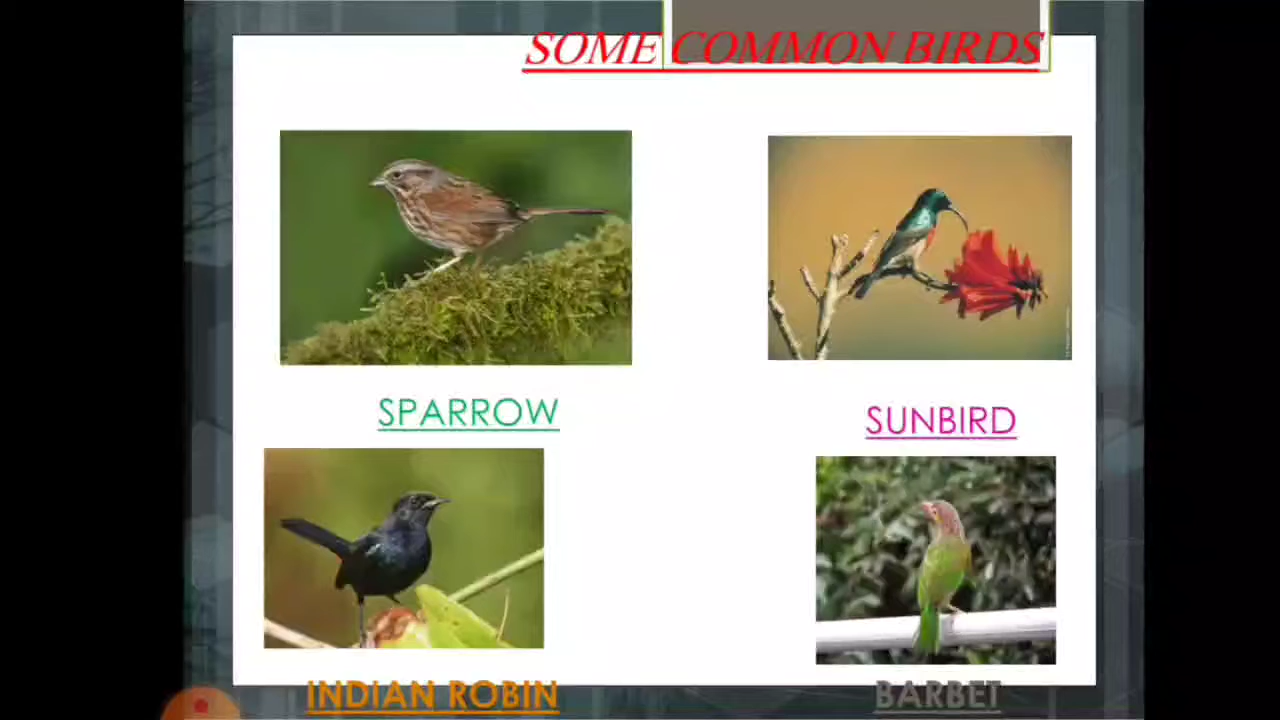 SOME COMMON BIRDS
SPARROW
SUNBIRD
INDIAN ROBIN
BARBET